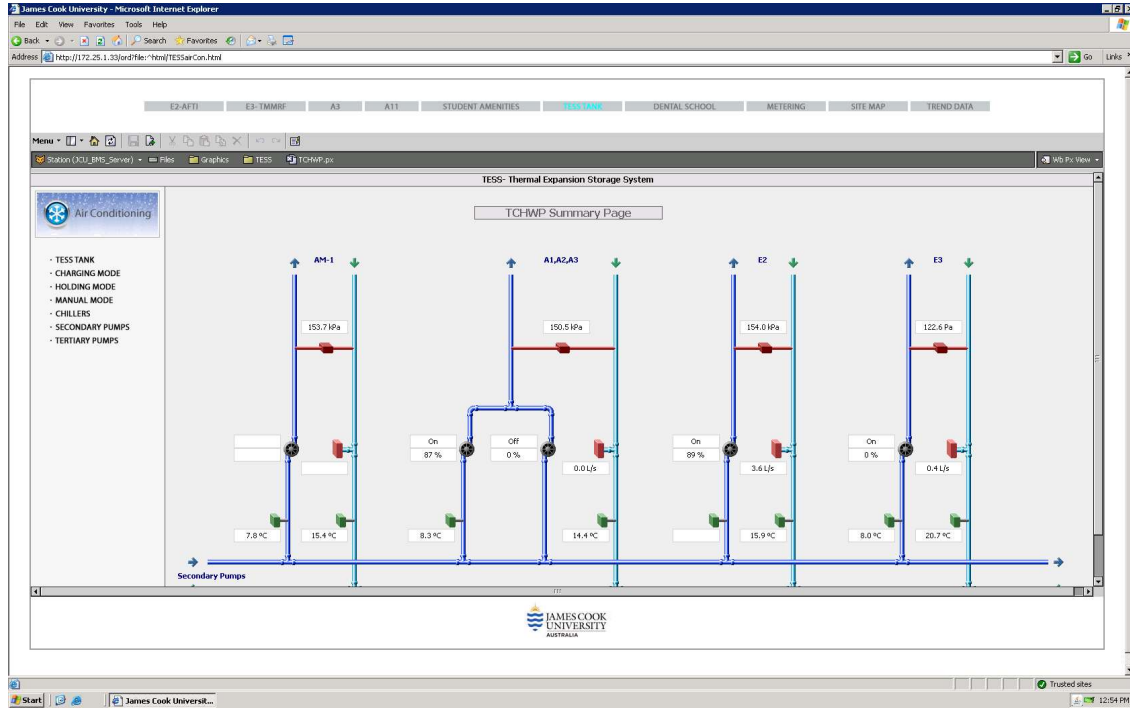 James Cook University - Microsoft Internet Explorer
File Edit View Favorites Tools Help
Back Search Favorites
Address http://172.25.1.33/ord?file:^html/TESSairCon.html Go Links
E2-AFTI E3- TMMRF A3 A11 STUDENT AMENITIES TESS TANK DENTAL SCHOOL METERING SITE MAP TREND DATA
Menu
Station (JCU_BMS_Server) Files Graphics TESS TCHWP.px Wb Px View
TESS- Thermal Expansion Storage System
Air Conditioning
TCHWP Summary Page
· TESS TANK
· CHARGING MODE
· HOLDING MODE
· MANUAL MODE
· CHILLERS
· SECONDARY PUMPS
· TERTIARY PUMPS
AM-1 A1,A2,A3 E2 E3
153.7 kPa 150.5 kPa 154.0 kPa 122.6 Pa
On Off On On
87 % 0 % 89 % 0 %
0.0 L/s 3.6 L/s 0.4 L/s
7.8 ºC 15.4 ºC 8.3 ºC 14.4 ºC 15.9 ºC 8.0 ºC 20.7 ºC
Secondary Pumps
JAMES COOK
UNIVERSITY
AUSTRALIA
Trusted sites
Start James Cook Universit... 12:54 PM